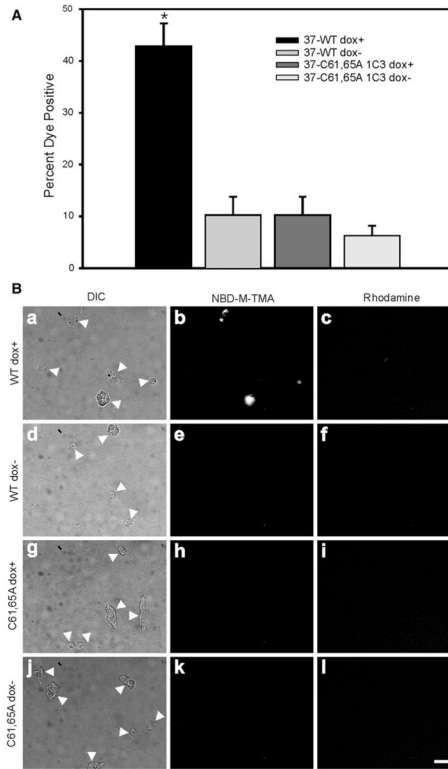 A
50
40
30
20
10
0
Percent Dye Positive
*
37-WT dox+
37-WT dox-
37-C61,65A 1C3 dox+
37-C61,65A 1C3 dox-
B
DIC
NBD-M-TMA
Rhodamine
WT dox+
a
b
c
WT dox-
d
e
f
C61,65A dox+
g
h
i
C61,65A dox-
j
k
l